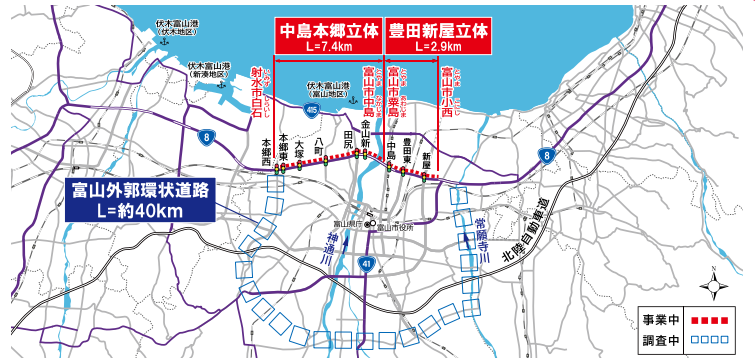 伏木富山港
(伏木地区)
伏木富山港
(新湊地区)
伏木富山港
(富山地区)
中島本郷立体
L=7.4km
豊田新屋立体
L=2.9km
射水市白石
富山市中島
富山市粟島
富山市小西
415
8
8
41
本郷西
本郷東
大塚
八町
田尻
金山新
中島
豊田東
新屋
富山外郭環状道路
L=約40km
富山県庁
富山市役所
神通川
常願寺川
北陸自動車道
N
事業中
調査中